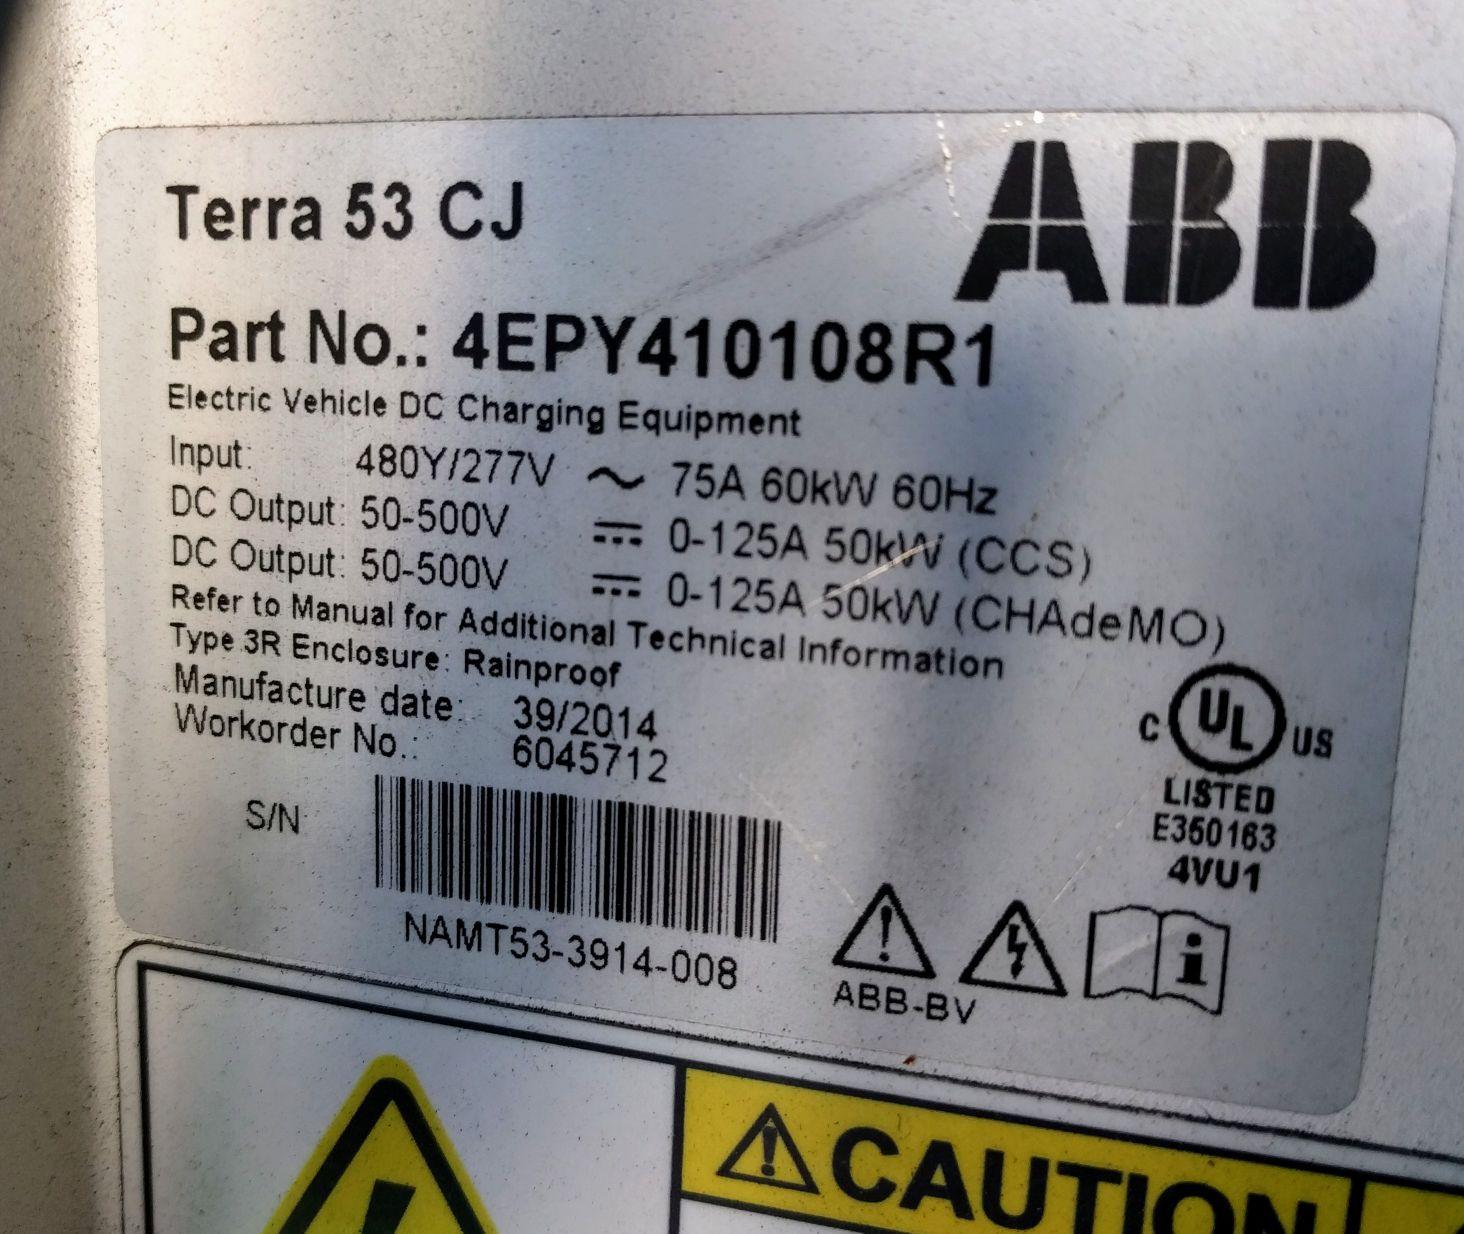 ABB
Terra 53 CJ
Part No.: 4EPY410108R1
Electric Vehicle DC Charging Equipment
Input: 480Y/277V ~ 75A 60kW 60Hz
DC Output: 50-500V ⎓ 0-125A 50kW (CCS)
DC Output: 50-500V ⎓ 0-125A 50kW (CHAdeMO)
Refer to Manual for Additional Technical Information
Type 3R Enclosure: Rainproof
Manufacture date: 39/2014
Workorder No.: 6045712
S/N
NAMT53-3914-008
C UL US
LISTED
E350163
4VU1
ABB-BV
CAUTION